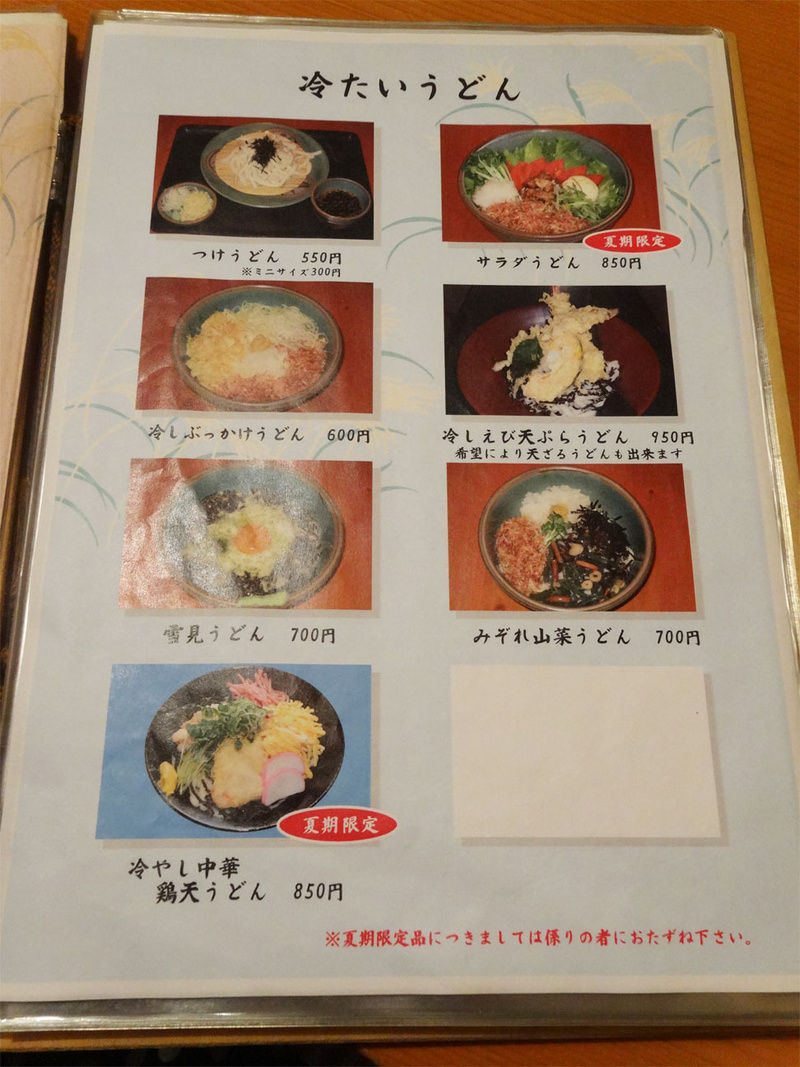 冷たいうどん
つけうどん 550円
※ミニサイズ300円
夏期限定
サラダうどん 850円
冷しぶっかけうどん 600円
冷しえび天ぷらうどん 950円
希望により天ざるうどんも出来ます
雪見うどん 700円
みぞれ山菜うどん 700円
夏期限定
冷やし中華
鶏天うどん 850円
※夏期限定品につきましては係りの者におたずね下さい。